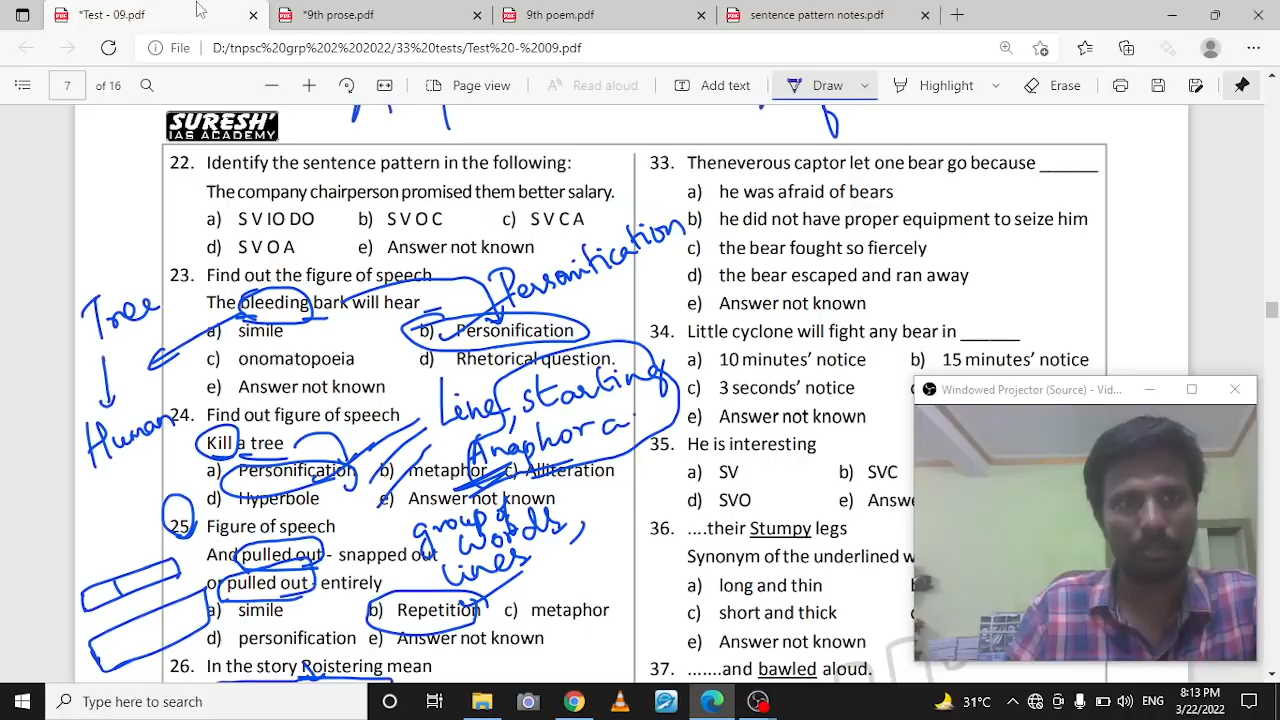 *Test - 09.pdf
*9th prose.pdf
9th poem.pdf
sentence pattern notes.pdf
File
D:/tnpsc%20grp%202%202022/33%20tests/Test%20-%2009.pdf
7
of 16
Page view
Read aloud
Add text
Draw
Highlight
Erase
SURESH'
IAS ACADEMY
22. Identify the sentence pattern in the following:
The company chairperson promised them better salary.
a) S V IO DO b) S V O C c) S V C A
d) S V O A e) Answer not known
23. Find out the figure of speech
The bleeding bark will hear
a) simile b) Personification
c) onomatopoeia d) Rhetorical question.
e) Answer not known
24. Find out figure of speech
Kill a tree
a) Personification b) metaphor c) Alliteration
d) Hyperbole e) Answer not known
25. Figure of speech
And pulled out - snapped out
or pulled out - entirely
a) simile b) Repetition c) metaphor
d) personification e) Answer not known
26. In the story Roistering mean
Personification
Tree
Human
Line, starting
Anaphora
group of
words,
lines
33. Theneverous captor let one bear go because ______
a) he was afraid of bears
b) he did not have proper equipment to seize him
c) the bear fought so fiercely
d) the bear escaped and ran away
e) Answer not known
34. Little cyclone will fight any bear in ______
a) 10 minutes' notice b) 15 minutes' notice
c) 3 seconds' notice
e) Answer not known
35. He is interesting
a) SV b) SVC
d) SVO e) Answe
36. ....their Stumpy legs
Synonym of the underlined w
a) long and thin
c) short and thick
e) Answer not known
37. .......and bawled aloud.
Windowed Projector (Source) - Vid...
Type here to search
31°C
ENG
8:13 PM
3/22/2022